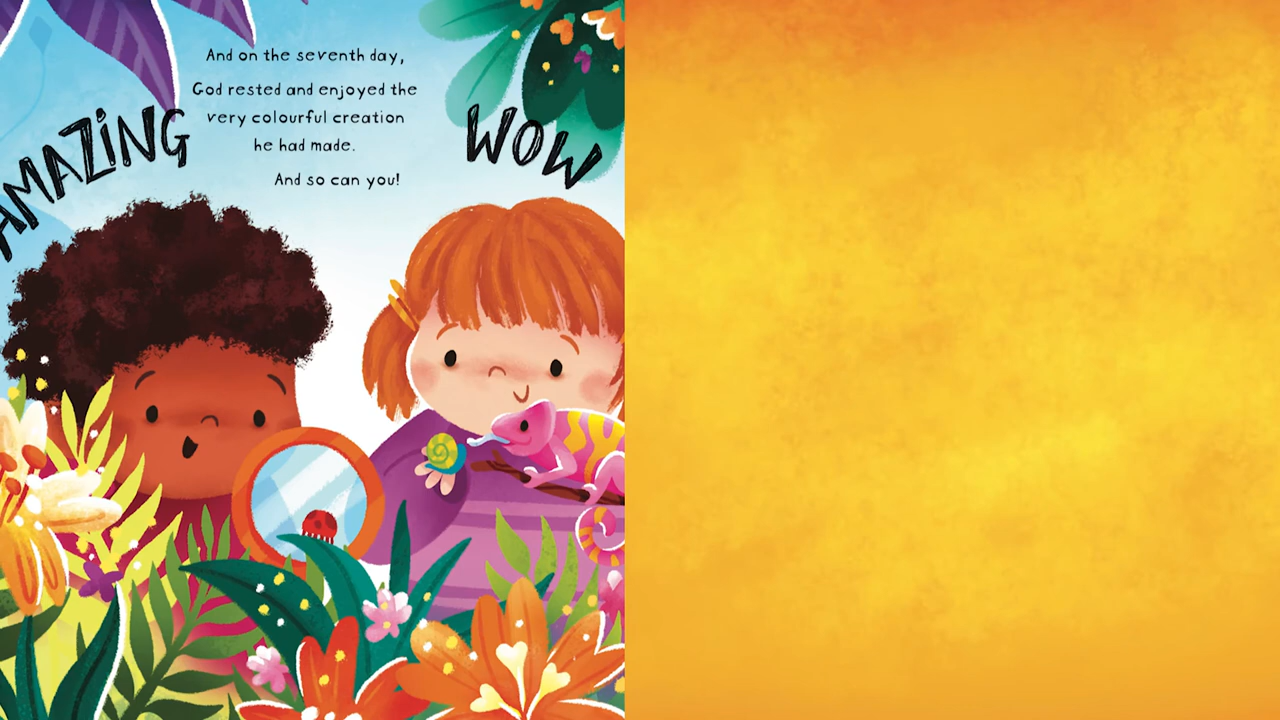 And on the seventh day,
God rested and enjoyed the
very colourful creation
he had made.
And so can you!
AMAZiNG
WOW